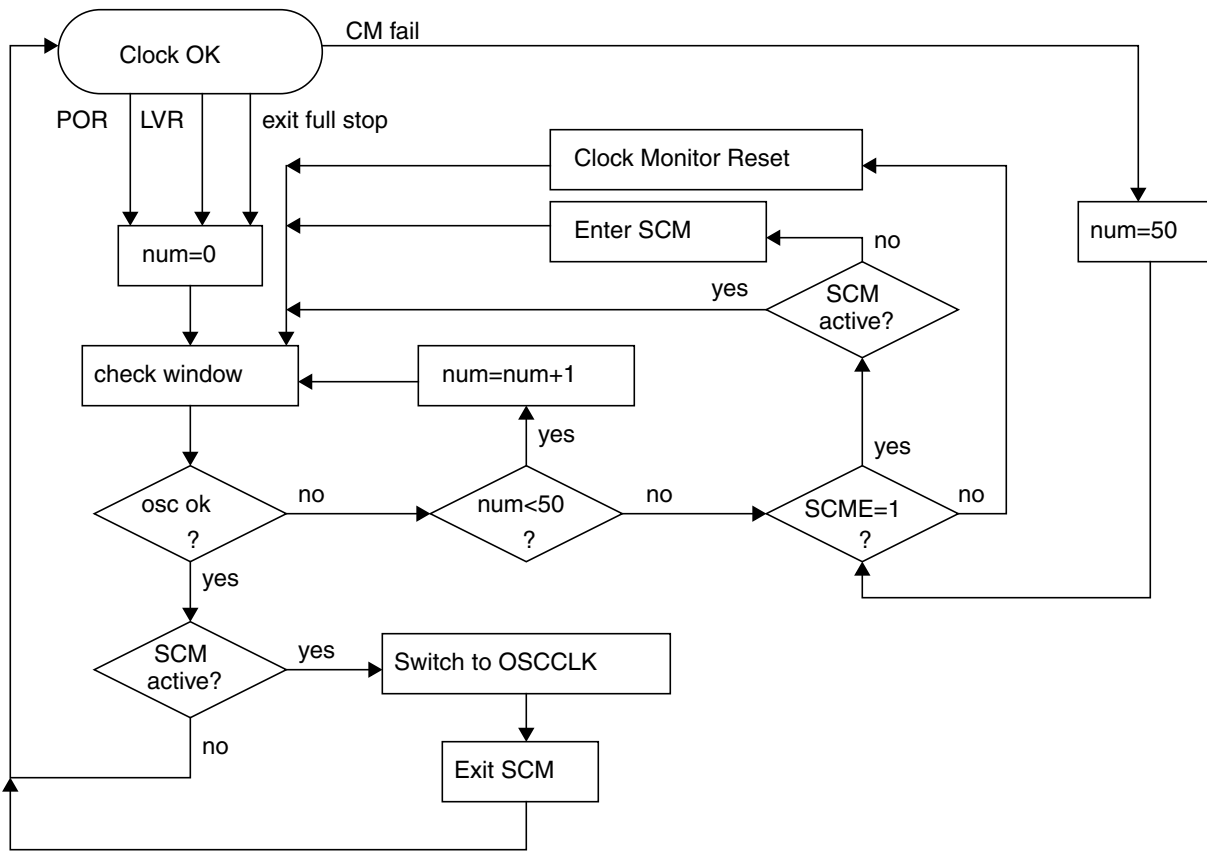 CM fail
Clock OK
POR
LVR
exit full stop
Clock Monitor Reset
Enter SCM
no
num=50
num=0
yes
SCM
active?
check window
num=num+1
yes
yes
osc ok
?
no
num<50
?
no
SCME=1
?
no
yes
SCM
active?
yes
Switch to OSCCLK
no
Exit SCM